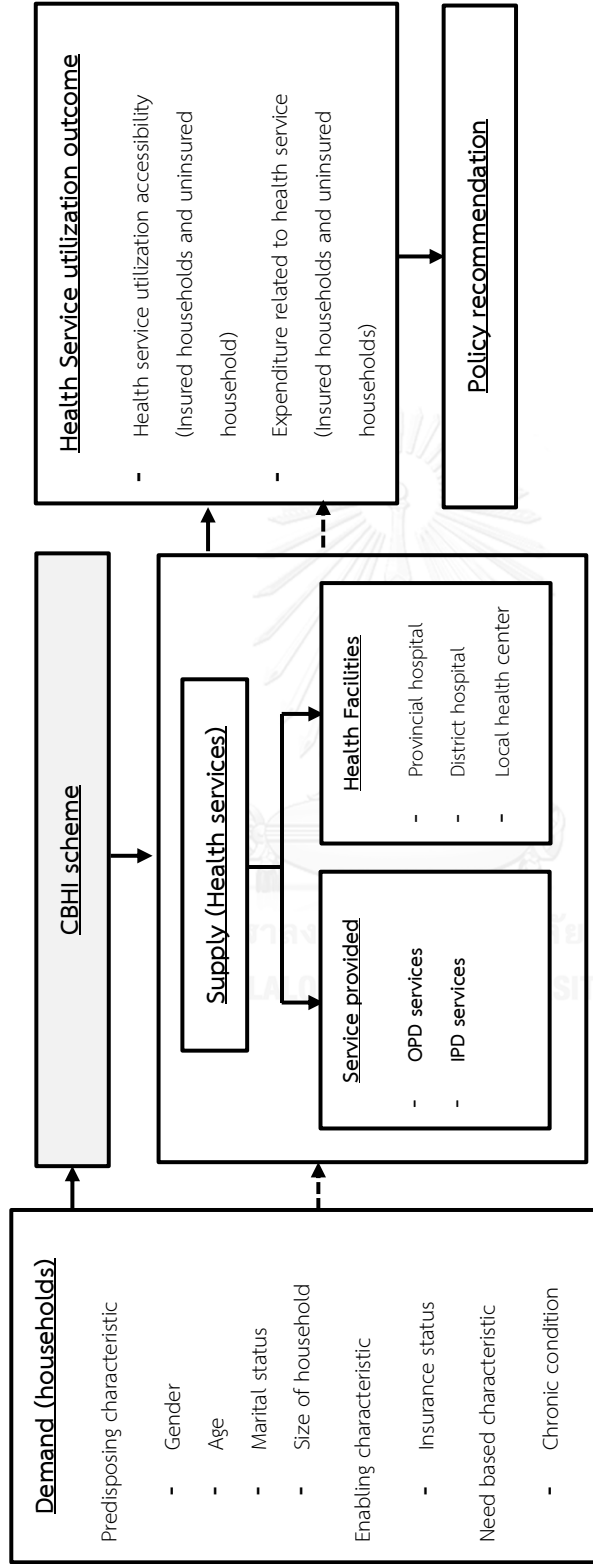 Demand (households)
Predisposing characteristic
- Gender
- Age
- Marital status
- Size of household
Enabling characteristic
- Insurance status
Need based characteristic
- Chronic condition
CBHI scheme
Supply (Health services)
Service provided
- OPD services
- IPD services
Health Facilities
- Provincial hospital
- District hospital
- Local health center
Health Service utilization outcome
- Health service utilization accessibility
(Insured households and uninsured
household)
- Expenditure related to health service
(Insured households and uninsured
households)
Policy recommendation